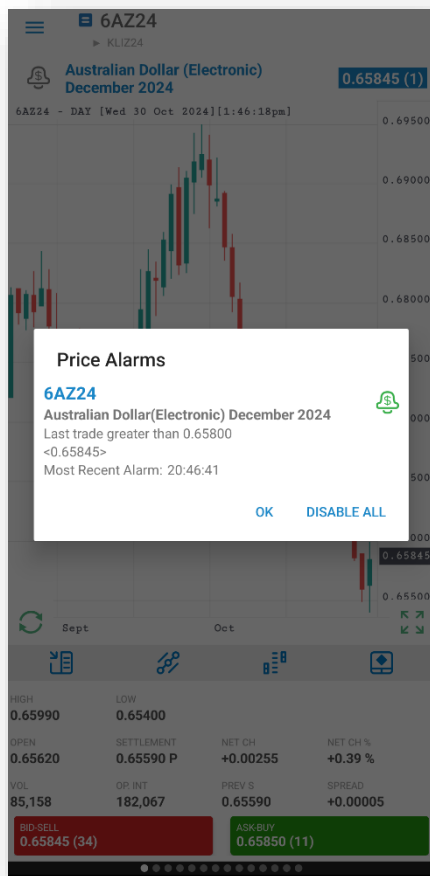 6AZ24
▶ KLIZ24
Australian Dollar (Electronic)
December 2024
0.65845 (1)
6AZ24 - DAY [Wed 30 Oct 2024][1:46:18pm]
0.69500
0.69000
0.68500
0.68000
Price Alarms
6AZ24
Australian Dollar(Electronic) December 2024
Last trade greater than 0.65800
<0.65845>
Most Recent Alarm: 20:46:41
OK DISABLE ALL
0.65845
0.65500
Sept Oct
HIGH LOW
0.65990 0.65400
OPEN SETTLEMENT NET CH NET CH %
0.65620 0.65590 P +0.00255 +0.39 %
VOL OP. INT PREV S SPREAD
85,158 182,067 0.65590 +0.00005
BID-SELL ASK-BUY
0.65845 (34) 0.65850 (11)